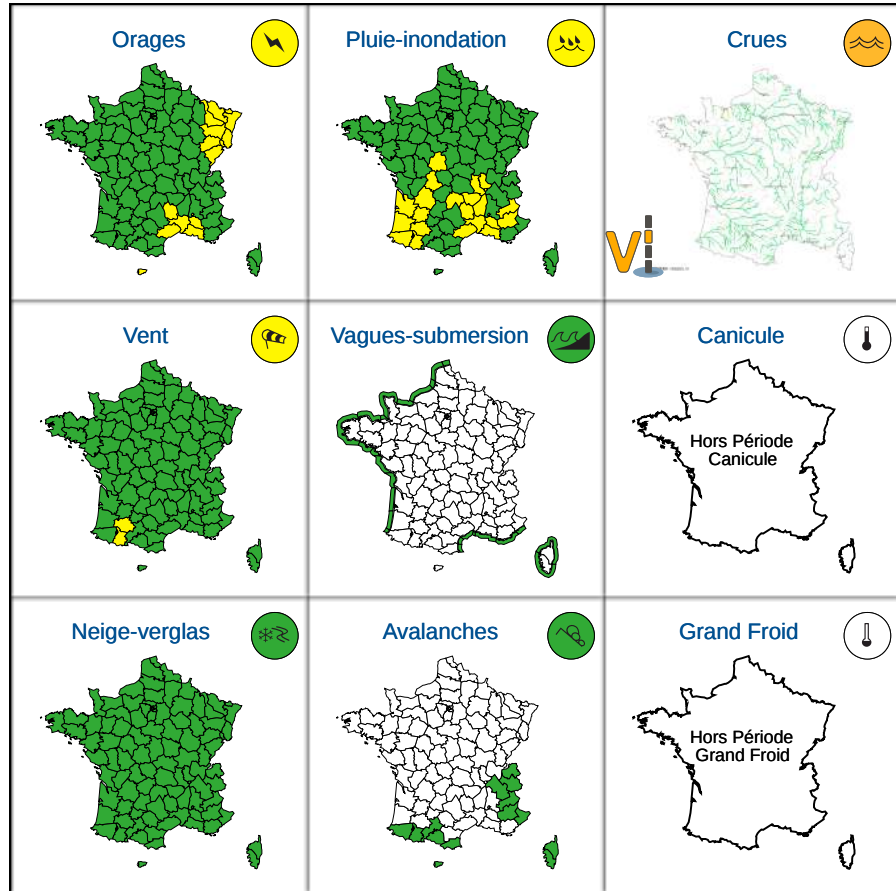 Orages
Pluie-inondation
Crues
Vi
Vent
Vagues-submersion
Canicule
Hors Période
Canicule
Neige-verglas
Avalanches
Grand Froid
Hors Période
Grand Froid